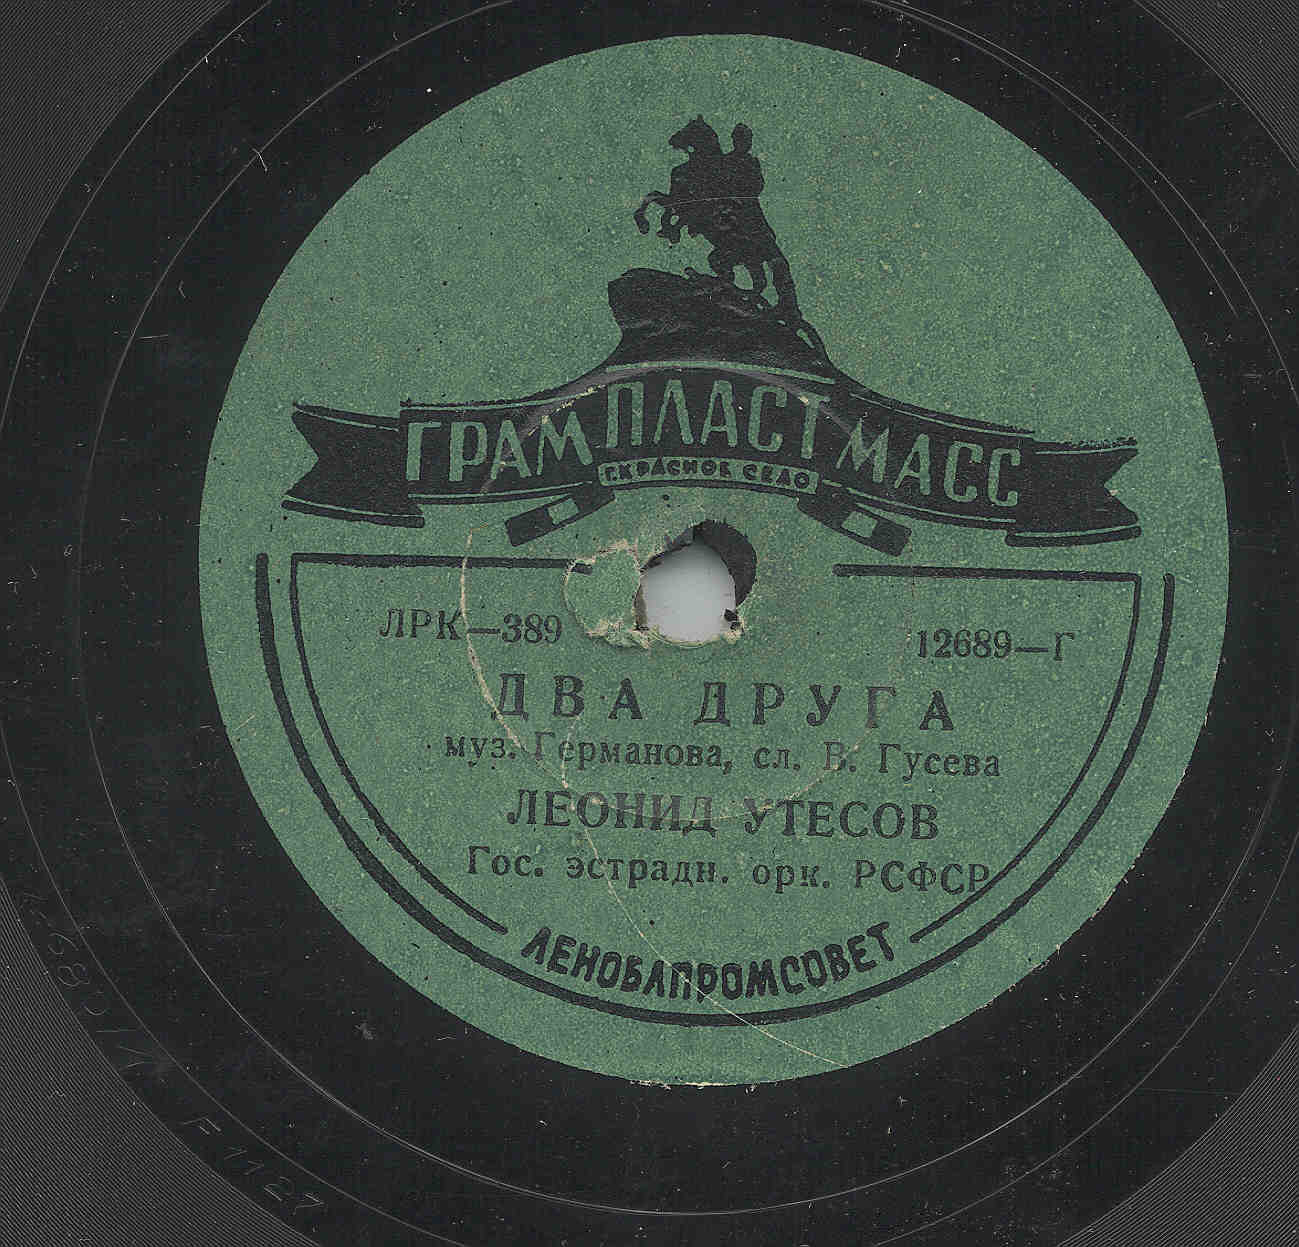 ГРАМПЛАСТМАСС
Г.КРАСНОЕ СЕЛО
ЛРК—389
12689—Г
ДВА ДРУГА
муз. Германова, сл. В. Гусева
ЛЕОНИД УТЕСОВ
Гос. эстрадн. орк. РСФСР
ЛЕНОБЛПРОМСОВЕТ
F 1127